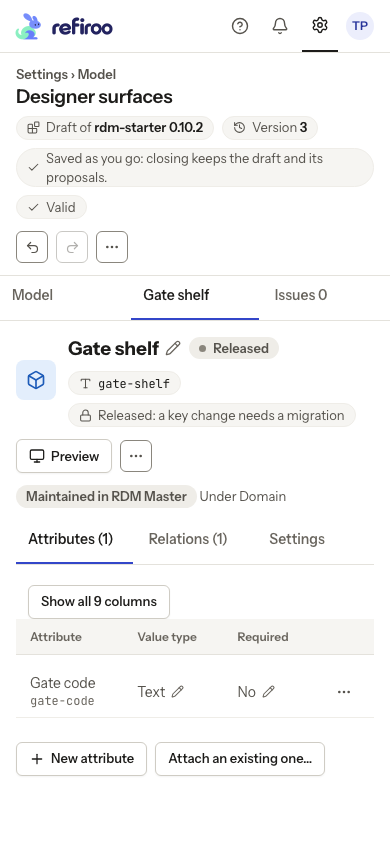 refiroo
TP
Settings › Model
Designer surfaces
Draft of rdm-starter 0.10.2
Version 3
Saved as you go: closing keeps the draft and its
proposals.
Valid
Model
Gate shelf
Issues 0
Gate shelf
Released
gate-shelf
Released: a key change needs a migration
Preview
Maintained in RDM Master Under Domain
Attributes (1)
Relations (1)
Settings
Show all 9 columns
Attribute
Value type
Required
Gate code
gate-code
Text
No
New attribute
Attach an existing one...